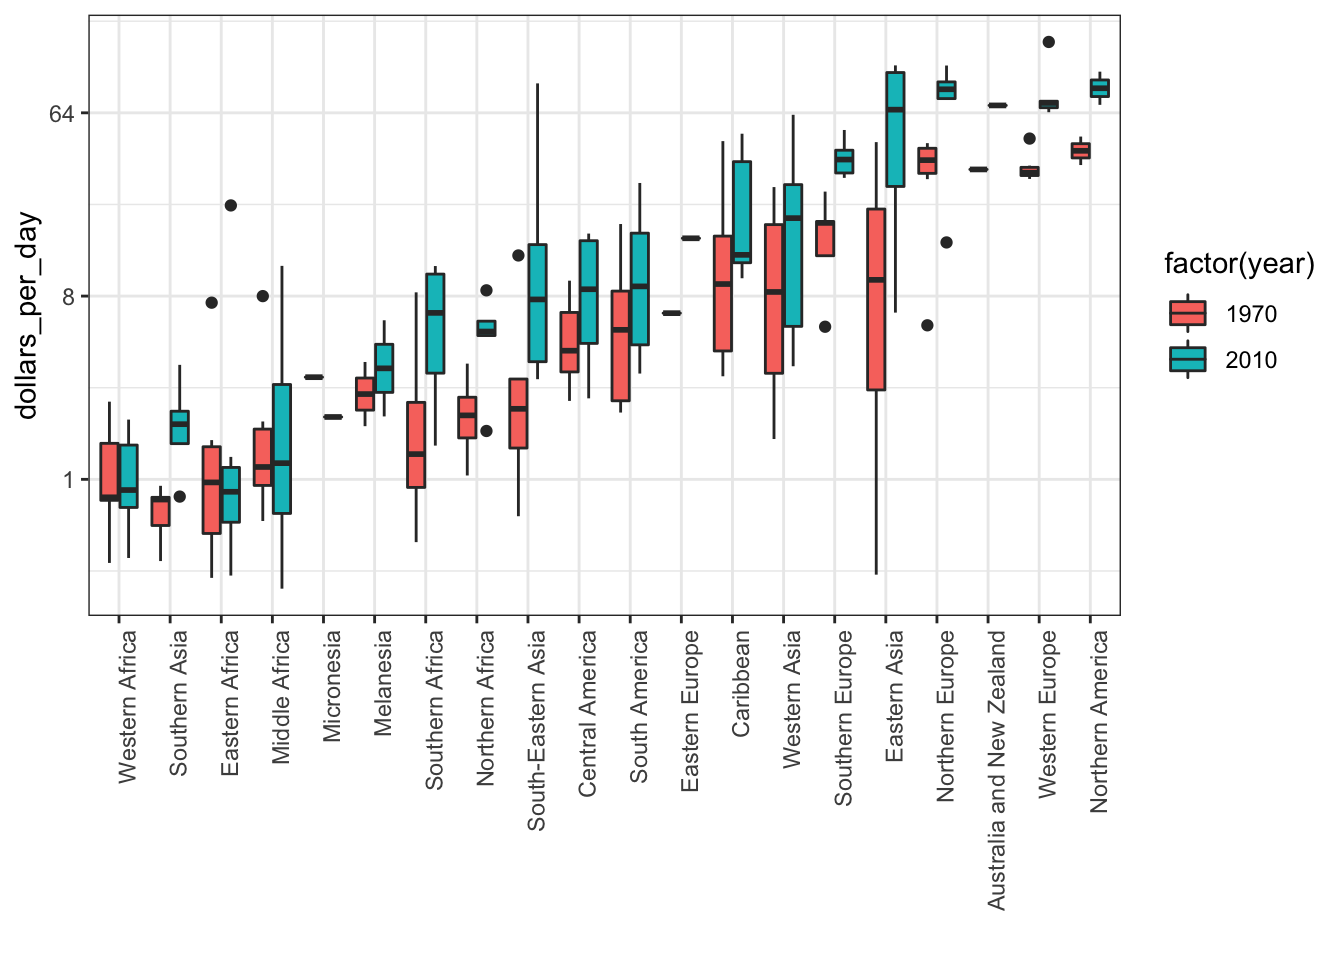 64
8
1
dollars_per_day
Western Africa
Southern Asia
Eastern Africa
Middle Africa
Micronesia
Melanesia
Southern Africa
Northern Africa
South-Eastern Asia
Central America
South America
Eastern Europe
Caribbean
Western Asia
Southern Europe
Eastern Asia
Northern Europe
Australia and New Zealand
Western Europe
Northern America
factor(year)
1970
2010